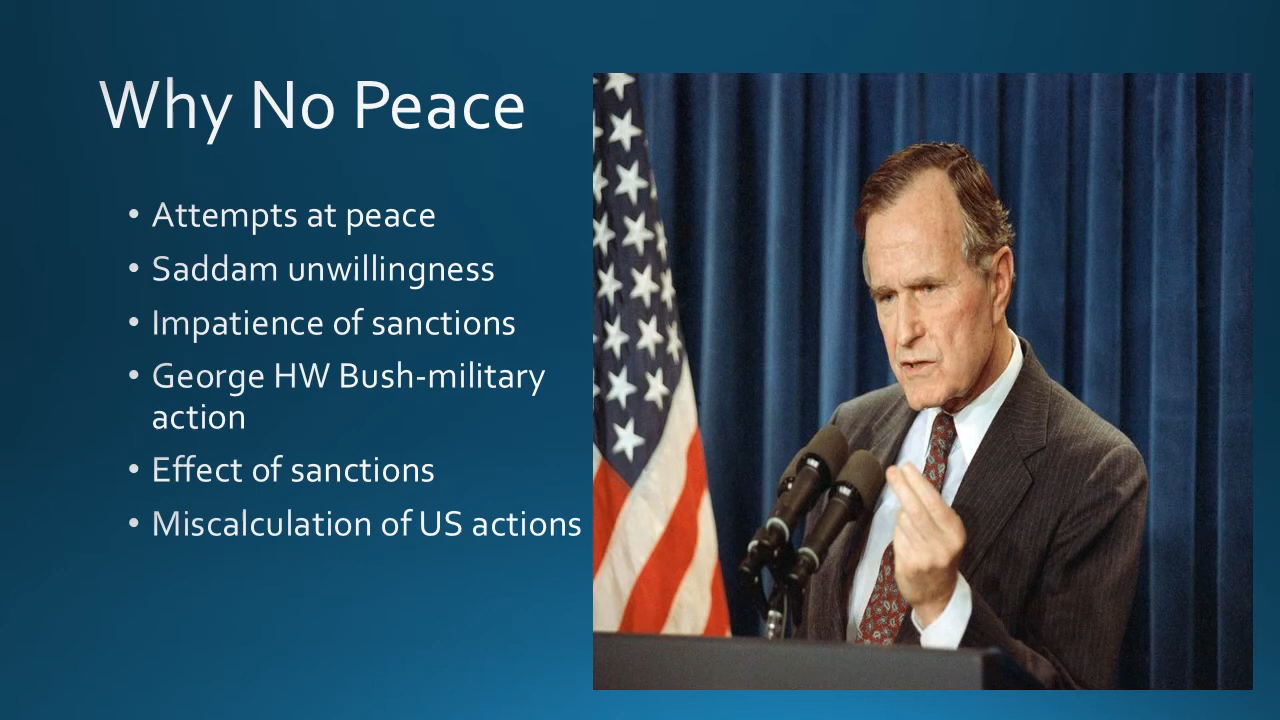 Why No Peace
• Attempts at peace
• Saddam unwillingness
• Impatience of sanctions
• George HW Bush-military
action
• Effect of sanctions
• Miscalculation of US actions